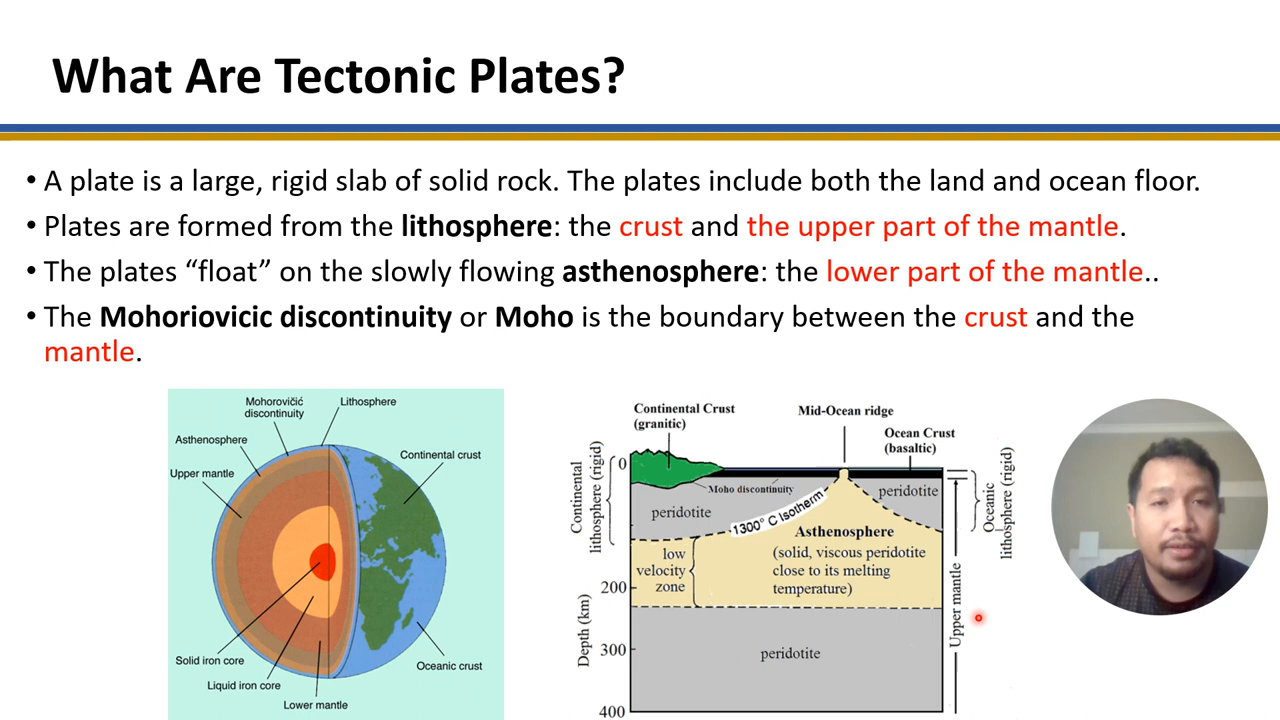 What Are Tectonic Plates?
• A plate is a large, rigid slab of solid rock. The plates include both the land and ocean floor.
• Plates are formed from the lithosphere: the crust and the upper part of the mantle.
• The plates “float” on the slowly flowing asthenosphere: the lower part of the mantle..
• The Mohoriovicic discontinuity or Moho is the boundary between the crust and the
mantle.
Mohorovičić
discontinuity
Lithosphere
Asthenosphere
Upper mantle
Continental crust
Solid iron core
Liquid iron core
Lower mantle
Oceanic crust
Continental Crust
(granitic)
Mid-Ocean ridge
Ocean Crust
(basaltic)
Continental
lithosphere (rigid)
0
Moho discontinuity
peridotite
1300° C Isotherm
peridotite
Oceanic
lithosphere (rigid)
Asthenosphere
(solid, viscous peridotite
close to its melting
temperature)
low
velocity
zone
200
Depth (km)
300
400
peridotite
Upper mantle